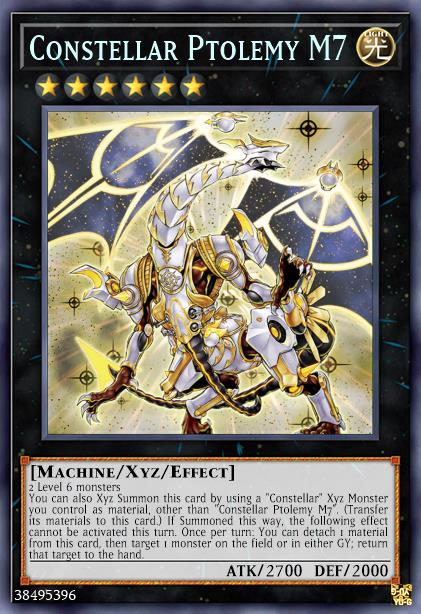 CONSTELLAR PTOLEMY M7
LIGHT
光
[MACHINE/XYZ/EFFECT]
2 Level 6 monsters
You can also Xyz Summon this card by using a "Constellar" Xyz Monster
you control as material, other than "Constellar Ptolemy M7". (Transfer
its materials to this card.) If Summoned this way, the following effect
cannot be activated this turn. Once per turn: You can detach 1 material
from this card, then target 1 monster on the field or in either GY; return
that target to the hand.
ATK/2700 DEF/2000
38495396